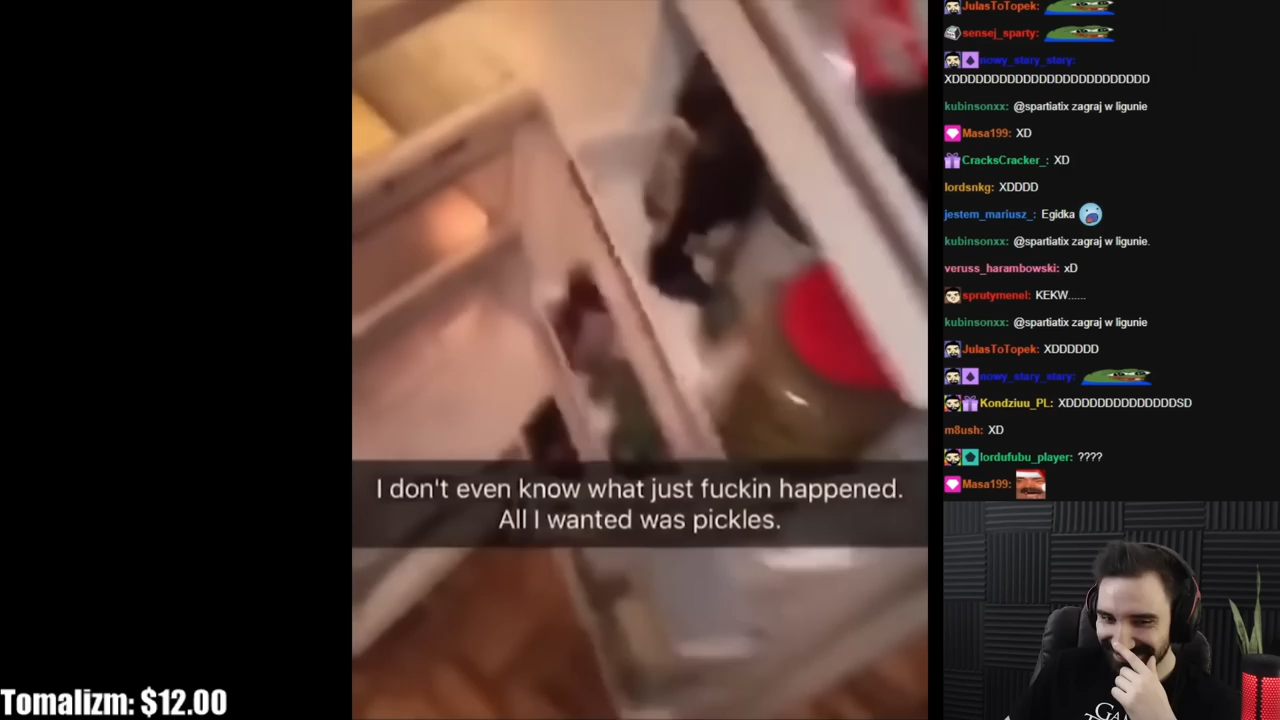 JulasToTopek:
sensej_sparty:
nowy_stary_stary:
XDDDDDDDDDDDDDDDDDDDDDDDDD
kubinsonxx: @spartiatix zagraj w ligunie
Masa199: XD
CracksCracker_: XD
lordsnkg: XDDDD
jestem_mariusz_: Egidka
kubinsonxx: @spartiatix zagraj w ligunie.
veruss_harambowski: xD
sprutymenel: KEKW......
kubinsonxx: @spartiatix zagraj w ligunie
JulasToTopek: XDDDDDD
nowy_stary_stary:
Kondziuu_PL: XDDDDDDDDDDDDDDSD
m8ush: XD
lordufubu_player: ????
Masa199:
I don't even know what just fuckin happened.
All I wanted was pickles.
Tomalizm: $12.00